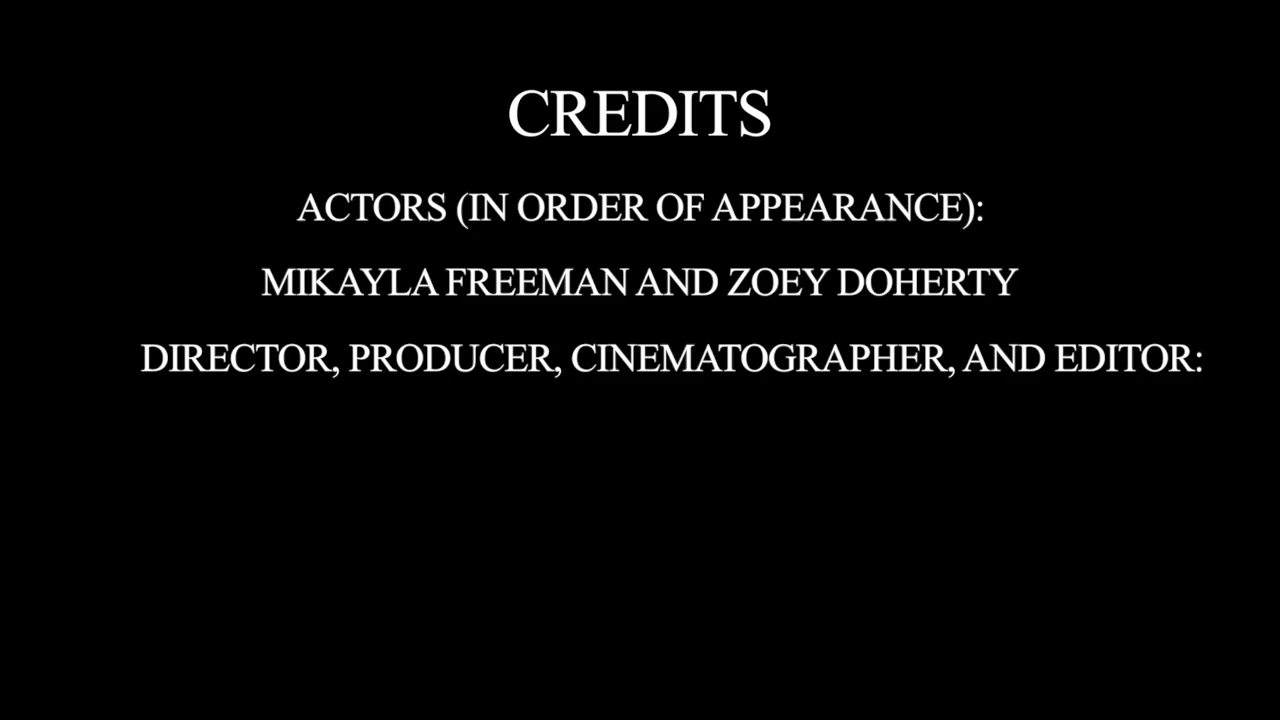 CREDITS
ACTORS (IN ORDER OF APPEARANCE):
MIKAYLA FREEMAN AND ZOEY DOHERTY
DIRECTOR, PRODUCER, CINEMATOGRAPHER, AND EDITOR: